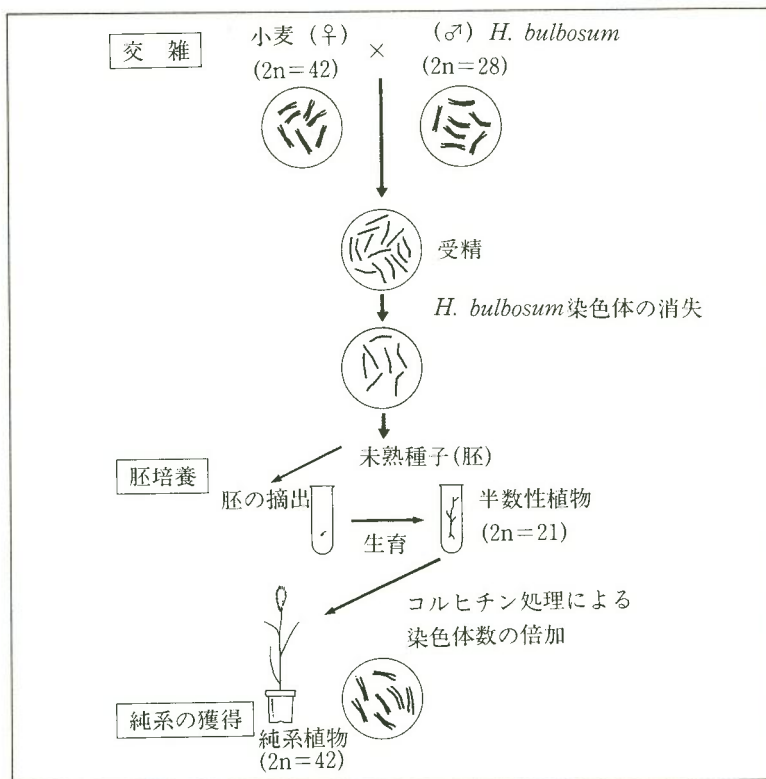 交 雑
小麦 (♀) × (♂) H. bulbosum
(2n=42) (2n=28)
受精
H. bulbosum染色体の消失
未熟種子(胚)
胚培養
胚の摘出
生育
半数性植物
(2n=21)
コルヒチン処理による
染色体数の倍加
純系の獲得
純系植物
(2n=42)